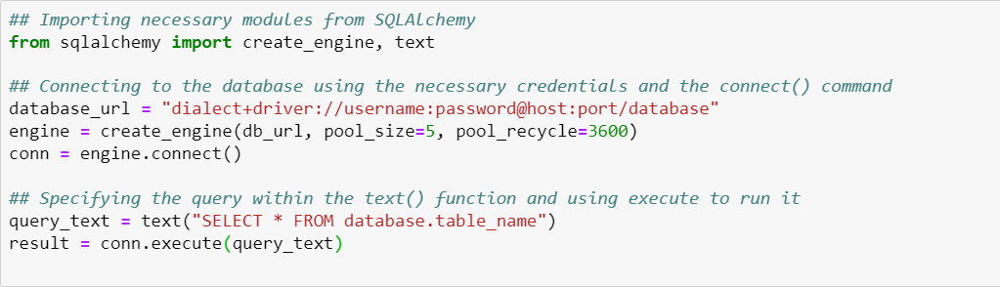 ## Importing necessary modules from SQLAlchemy
from sqlalchemy import create_engine, text
## Connecting to the database using the necessary credentials and the connect() command
database_url = "dialect+driver://username:password@host:port/database"
engine = create_engine(db_url, pool_size=5, pool_recycle=3600)
conn = engine.connect()
## Specifying the query within the text() function and using execute to run it
query_text = text("SELECT * FROM database.table_name")
result = conn.execute(query_text)